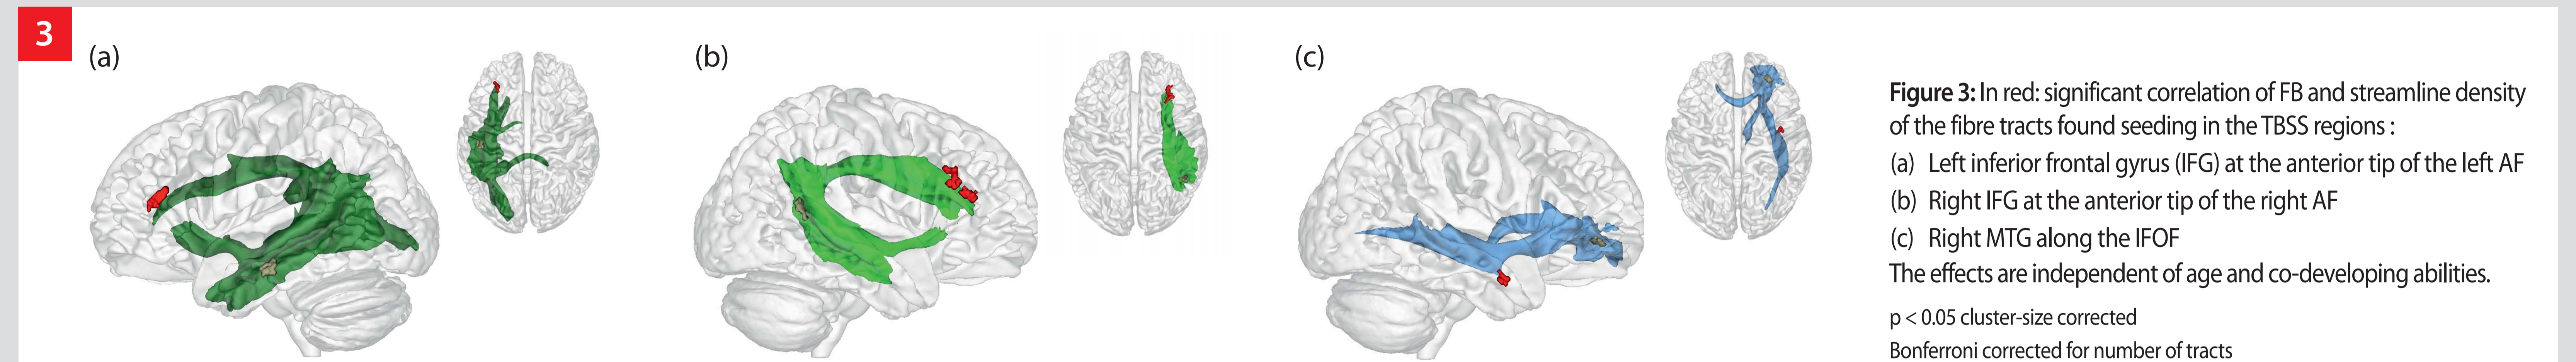 3
(a)
(b)
(c)
Figure 3: In red: significant correlation of FB and streamline density
of the fibre tracts found seeding in the TBSS regions :
(a) Left inferior frontal gyrus (IFG) at the anterior tip of the left AF
(b) Right IFG at the anterior tip of the right AF
(c) Right MTG along the IFOF
The effects are independent of age and co-developing abilities.
p < 0.05 cluster-size corrected
Bonferroni corrected for number of tracts